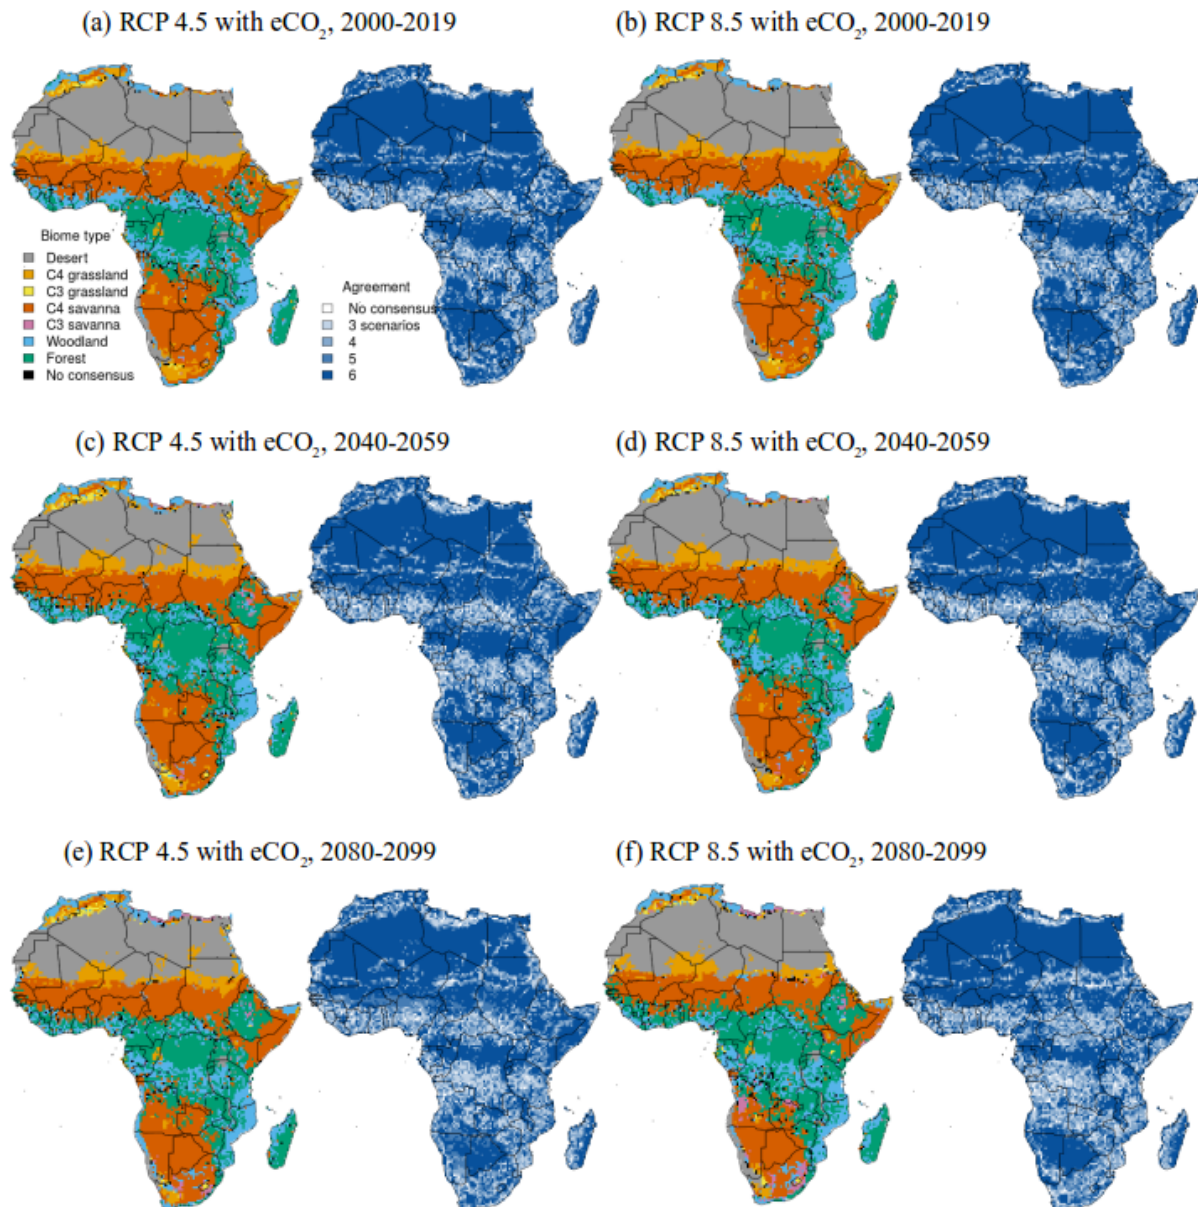 (a) RCP 4.5 with eCO₂, 2000-2019
(b) RCP 8.5 with eCO₂, 2000-2019
Biome type
Desert
C4 grassland
C3 grassland
C4 savanna
C3 savanna
Woodland
Forest
No consensus
Agreement
No consensus
3 scenarios
4
5
6
(c) RCP 4.5 with eCO₂, 2040-2059
(d) RCP 8.5 with eCO₂, 2040-2059
(e) RCP 4.5 with eCO₂, 2080-2099
(f) RCP 8.5 with eCO₂, 2080-2099